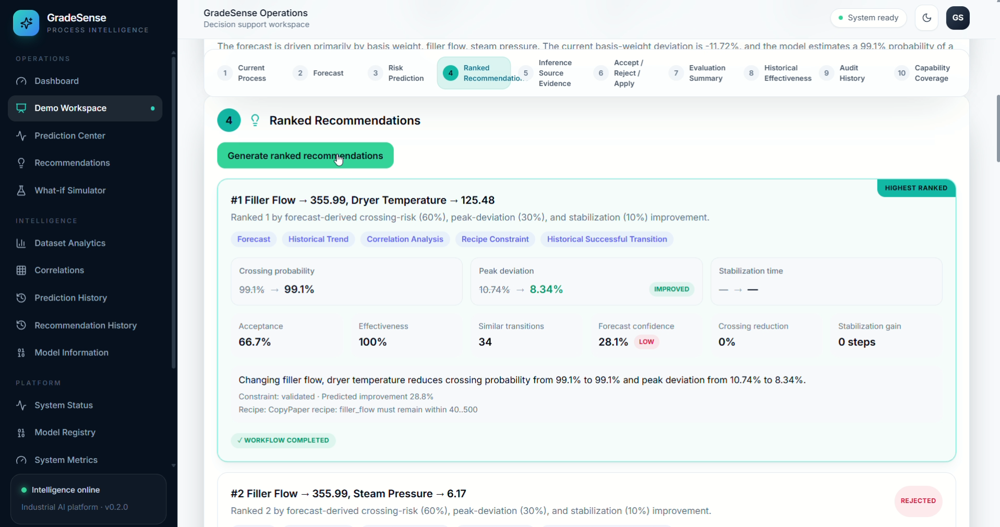 GradeSense
PROCESS INTELLIGENCE
OPERATIONS
Dashboard
Demo Workspace
Prediction Center
Recommendations
What-if Simulator
INTELLIGENCE
Dataset Analytics
Correlations
Prediction History
Recommendation History
Model Information
PLATFORM
System Status
Model Registry
System Metrics
Intelligence online
Industrial AI platform · v0.2.0
GradeSense Operations
Decision support workspace
System ready
GS
The forecast is driven primarily by basis weight, filler flow, steam pressure. The current basis-weight deviation is -11.72%, and the model estimates a 99.1% probability of a
1 Current Process
2 Forecast
3 Risk Prediction
4 Ranked Recommendation
5 Inference Source Evidence
6 Accept / Reject / Apply
7 Evaluation Summary
8 Historical Effectiveness
9 Audit History
10 Capability Coverage
4 Ranked Recommendations
Generate ranked recommendations
HIGHEST RANKED
#1 Filler Flow → 355.99, Dryer Temperature → 125.48
Ranked 1 by forecast-derived crossing-risk (60%), peak-deviation (30%), and stabilization (10%) improvement.
Forecast Historical Trend Correlation Analysis Recipe Constraint Historical Successful Transition
Crossing probability
99.1% → 99.1%
Peak deviation
10.74% → 8.34% IMPROVED
Stabilization time
— → —
Acceptance
66.7%
Effectiveness
100%
Similar transitions
34
Forecast confidence
28.1% LOW
Crossing reduction
0%
Stabilization gain
0 steps
Changing filler flow, dryer temperature reduces crossing probability from 99.1% to 99.1% and peak deviation from 10.74% to 8.34%.
Constraint: validated · Predicted improvement 28.8%
Recipe: CopyPaper recipe: filler_flow must remain within 40..500
✓ WORKFLOW COMPLETED
#2 Filler Flow → 355.99, Steam Pressure → 6.17
REJECTED
Ranked 2 by forecast-derived crossing-risk (60%), peak-deviation (30%), and stabilization (10%) improvement.